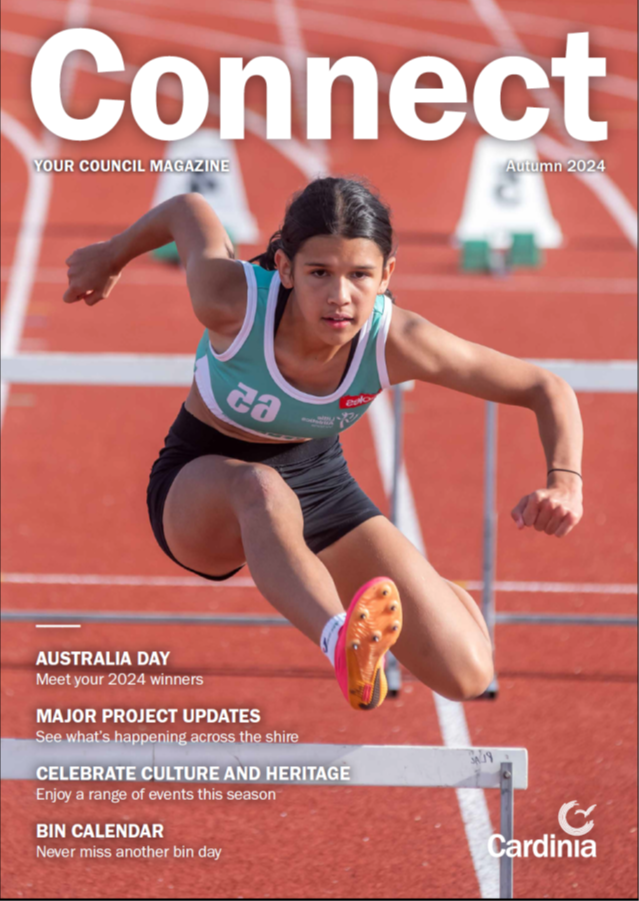 Connect
YOUR COUNCIL MAGAZINE
Autumn 2024
56
coles
AUSTRALIA DAY
Meet your 2024 winners
MAJOR PROJECT UPDATES
See what's happening across the shire
CELEBRATE CULTURE AND HERITAGE
Enjoy a range of events this season
BIN CALENDAR
Never miss another bin day
Cardinia